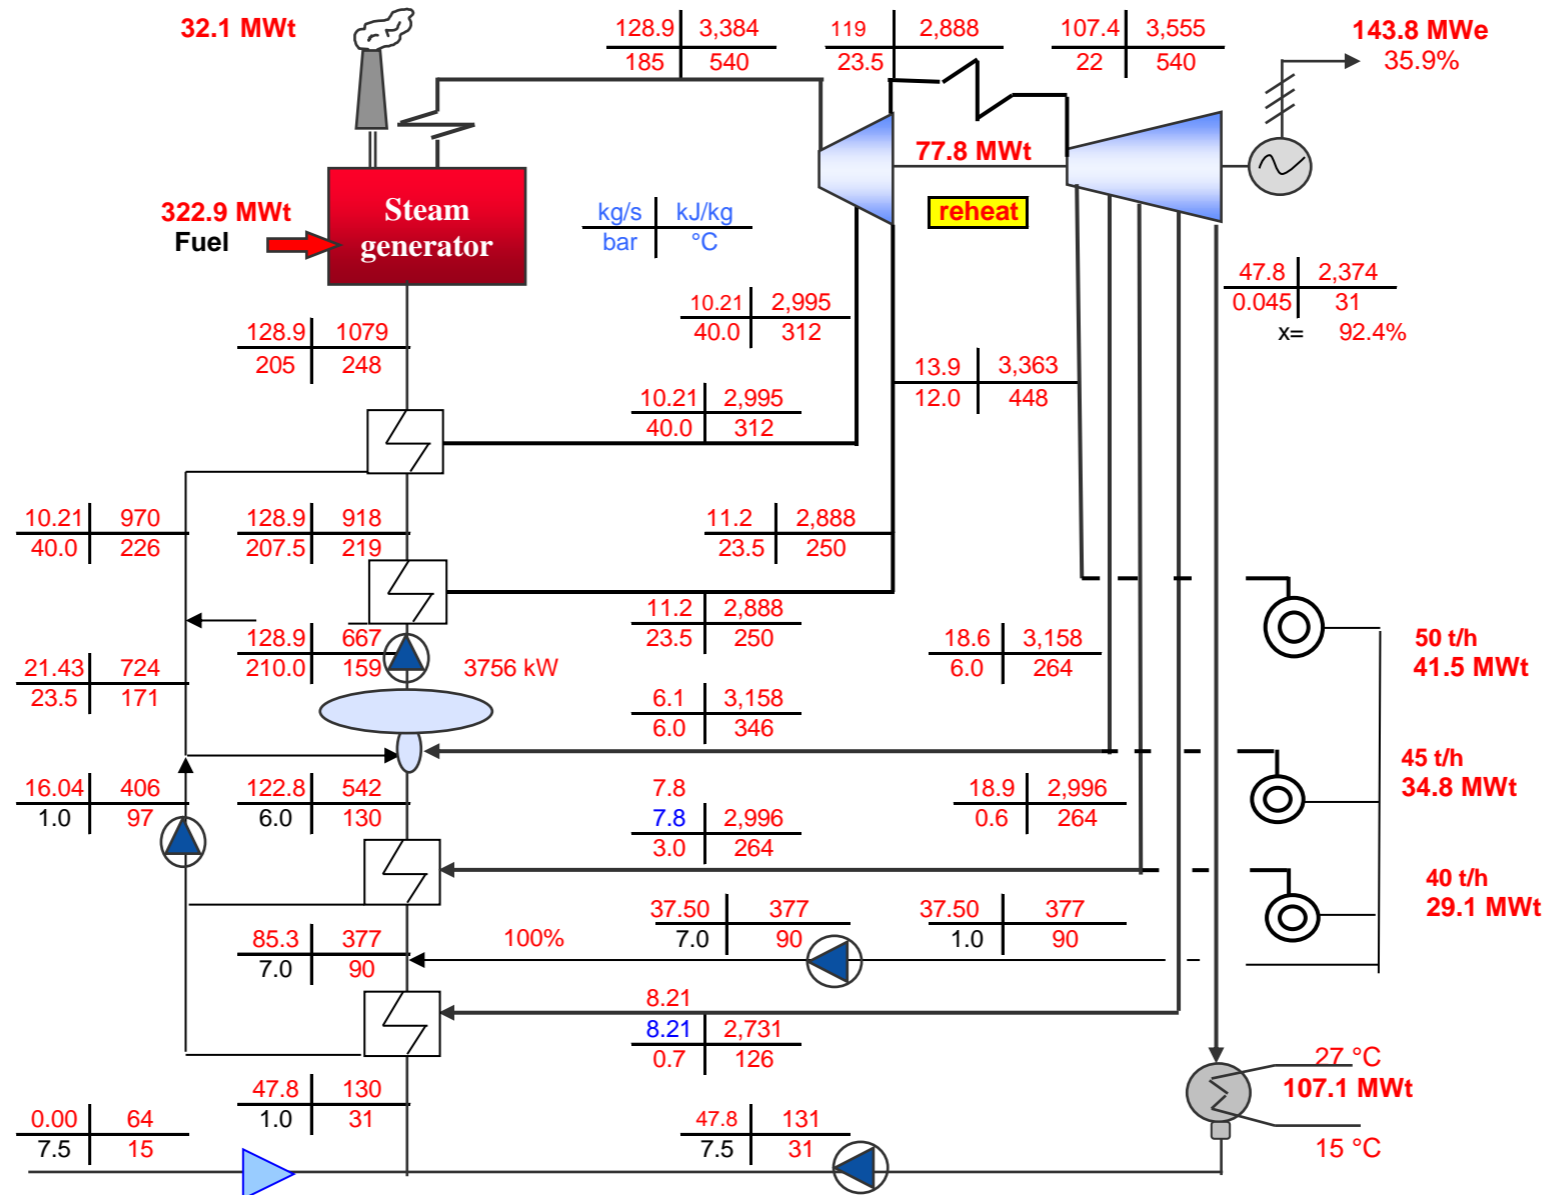 32.1 MWt
128.9 3,384
185 540
119 2,888
23.5
107.4 3,555
22 540
143.8 MWe
35.9%
77.8 MWt
322.9 MWt
Fuel
Steam
generator
kg/s kJ/kg
bar °C
reheat
47.8 2,374
0.045 31
x= 92.4%
10.21 2,995
40.0 312
128.9 1079
205 248
13.9 3,363
12.0 448
10.21 2,995
40.0 312
10.21 970
40.0 226
128.9 918
207.5 219
11.2 2,888
23.5 250
11.2 2,888
23.5 250
128.9 667
210.0 159
3756 kW
18.6 3,158
6.0 264
50 t/h
41.5 MWt
21.43 724
23.5 171
6.1 3,158
6.0 346
45 t/h
34.8 MWt
16.04 406
1.0 97
122.8 542
6.0 130
7.8
7.8 2,996
3.0 264
18.9 2,996
0.6 264
40 t/h
29.1 MWt
85.3 377
7.0 90
100%
37.50 377
7.0 90
37.50 377
1.0 90
8.21
8.21 2,731
0.7 126
27 °C
107.1 MWt
15 °C
47.8 130
1.0 31
0.00 64
7.5 15
47.8 131
7.5 31